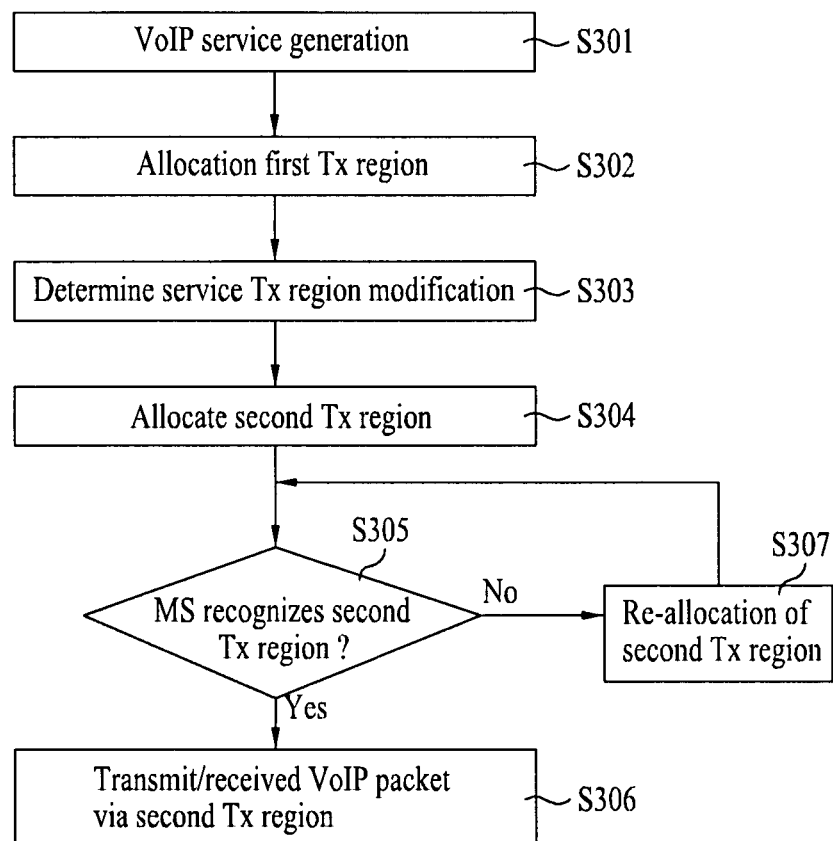 VoIP service generation
S301
Allocation first Tx region
S302
Determine service Tx region modification
S303
Allocate second Tx region
S304
S305
MS recognizes second
Tx region ?
No
S307
Re-allocation of
second Tx region
Yes
Transmit/received VoIP packet
via second Tx region
S306